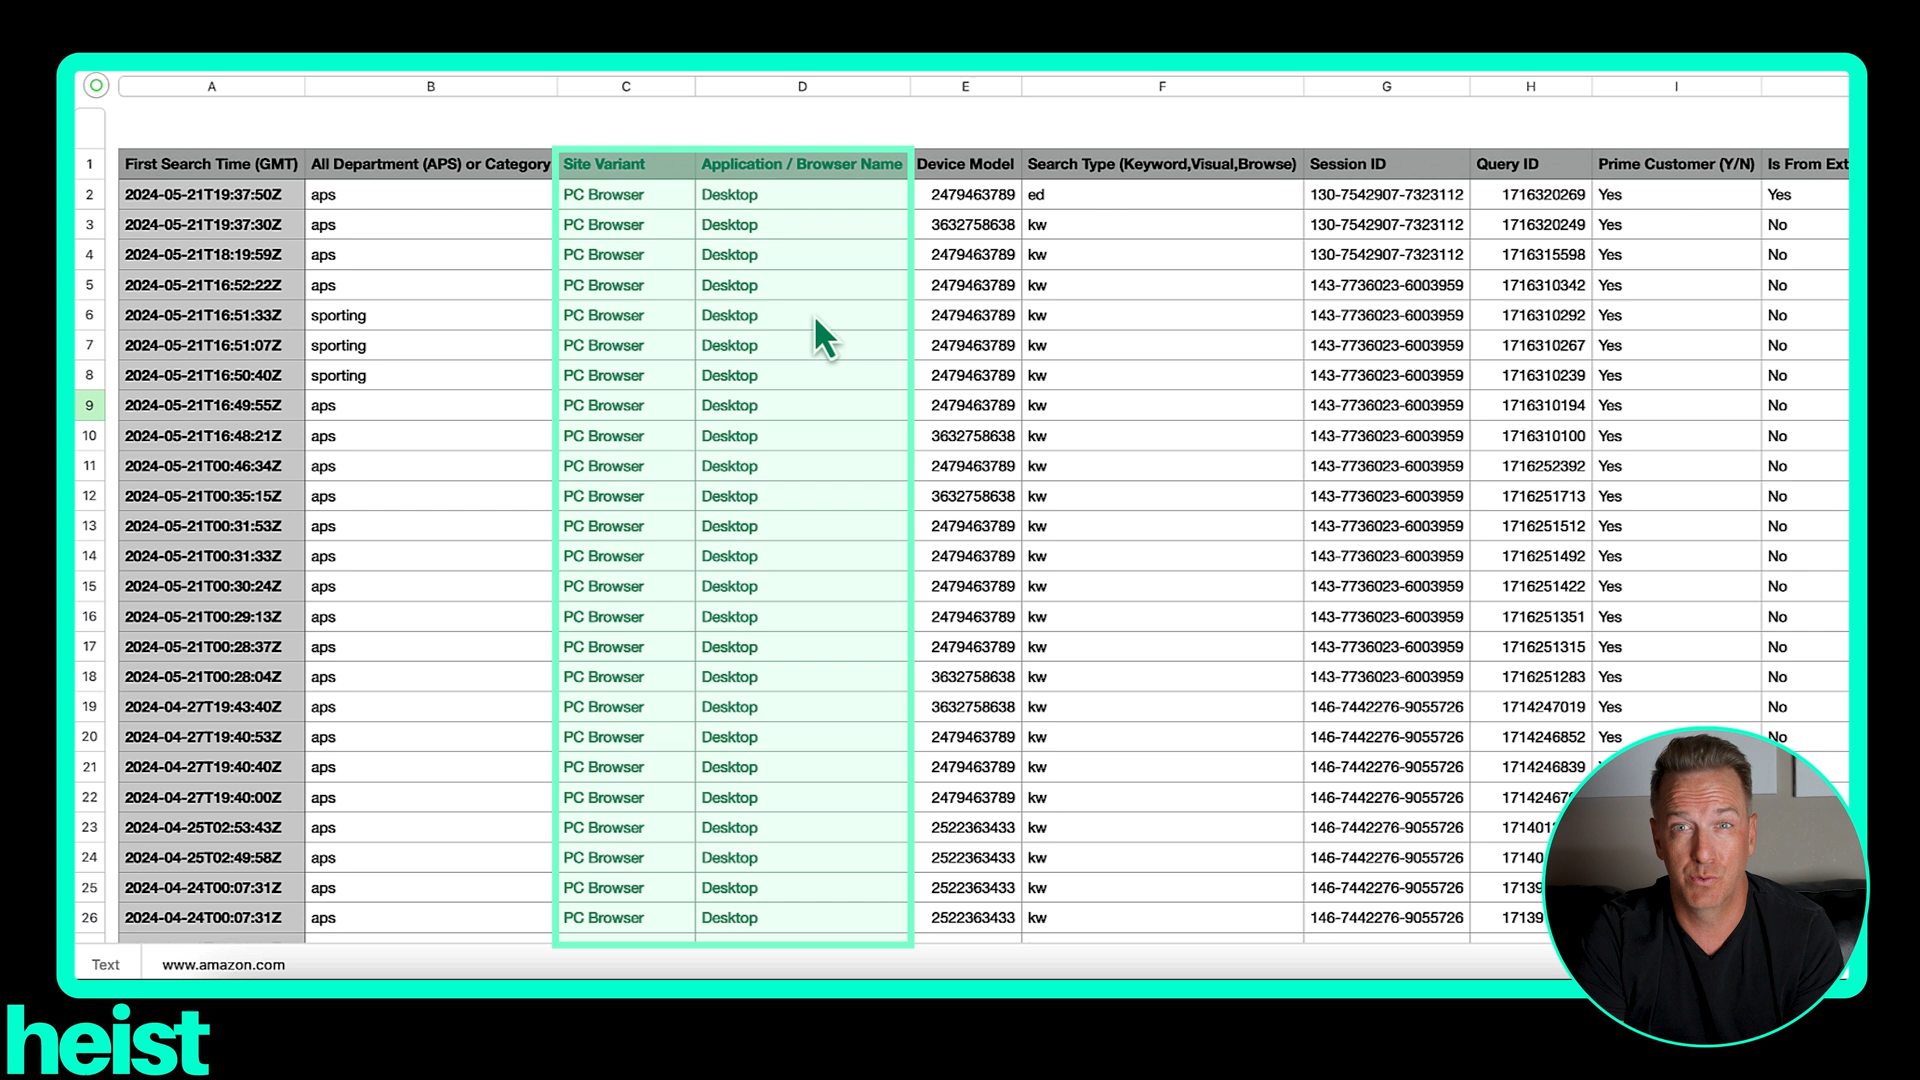 A B C D E F G H I
1 First Search Time (GMT) All Department (APS) or Category Site Variant Application / Browser Name Device Model Search Type (Keyword,Visual,Browse) Session ID Query ID Prime Customer (Y/N) Is From Ext
2 2024-05-21T19:37:50Z aps PC Browser Desktop 2479463789 ed 130-7542907-7323112 1716320269 Yes Yes
3 2024-05-21T19:37:30Z aps PC Browser Desktop 3632758638 kw 130-7542907-7323112 1716320249 Yes No
4 2024-05-21T18:19:59Z aps PC Browser Desktop 2479463789 kw 130-7542907-7323112 1716315598 Yes No
5 2024-05-21T16:52:22Z aps PC Browser Desktop 2479463789 kw 143-7736023-6003959 1716310342 Yes No
6 2024-05-21T16:51:33Z sporting PC Browser Desktop 2479463789 kw 143-7736023-6003959 1716310292 Yes No
7 2024-05-21T16:51:07Z sporting PC Browser Desktop 2479463789 kw 143-7736023-6003959 1716310267 Yes No
8 2024-05-21T16:50:40Z sporting PC Browser Desktop 2479463789 kw 143-7736023-6003959 1716310239 Yes No
9 2024-05-21T16:49:55Z aps PC Browser Desktop 2479463789 kw 143-7736023-6003959 1716310194 Yes No
10 2024-05-21T16:48:21Z aps PC Browser Desktop 3632758638 kw 143-7736023-6003959 1716310100 Yes No
11 2024-05-21T00:46:34Z aps PC Browser Desktop 2479463789 kw 143-7736023-6003959 1716252392 Yes No
12 2024-05-21T00:35:15Z aps PC Browser Desktop 3632758638 kw 143-7736023-6003959 1716251713 Yes No
13 2024-05-21T00:31:53Z aps PC Browser Desktop 2479463789 kw 143-7736023-6003959 1716251512 Yes No
14 2024-05-21T00:31:33Z aps PC Browser Desktop 2479463789 kw 143-7736023-6003959 1716251492 Yes No
15 2024-05-21T00:30:24Z aps PC Browser Desktop 2479463789 kw 143-7736023-6003959 1716251422 Yes No
16 2024-05-21T00:29:13Z aps PC Browser Desktop 2479463789 kw 143-7736023-6003959 1716251351 Yes No
17 2024-05-21T00:28:37Z aps PC Browser Desktop 2479463789 kw 143-7736023-6003959 1716251315 Yes No
18 2024-05-21T00:28:04Z aps PC Browser Desktop 3632758638 kw 143-7736023-6003959 1716251283 Yes No
19 2024-04-27T19:43:40Z aps PC Browser Desktop 3632758638 kw 146-7442276-9055726 1714247019 Yes No
20 2024-04-27T19:40:53Z aps PC Browser Desktop 2479463789 kw 146-7442276-9055726 1714246852 Yes No
21 2024-04-27T19:40:40Z aps PC Browser Desktop 2479463789 kw 146-7442276-9055726 1714246839
22 2024-04-27T19:40:00Z aps PC Browser Desktop 2479463789 kw 146-7442276-9055726 17142467
23 2024-04-25T02:53:43Z aps PC Browser Desktop 2522363433 kw 146-7442276-9055726 171401
24 2024-04-25T02:49:58Z aps PC Browser Desktop 2522363433 kw 146-7442276-9055726 17140
25 2024-04-24T00:07:31Z aps PC Browser Desktop 2522363433 kw 146-7442276-9055726 17139
26 2024-04-24T00:07:31Z aps PC Browser Desktop 2522363433 kw 146-7442276-9055726 17139
Text www.amazon.com
heist